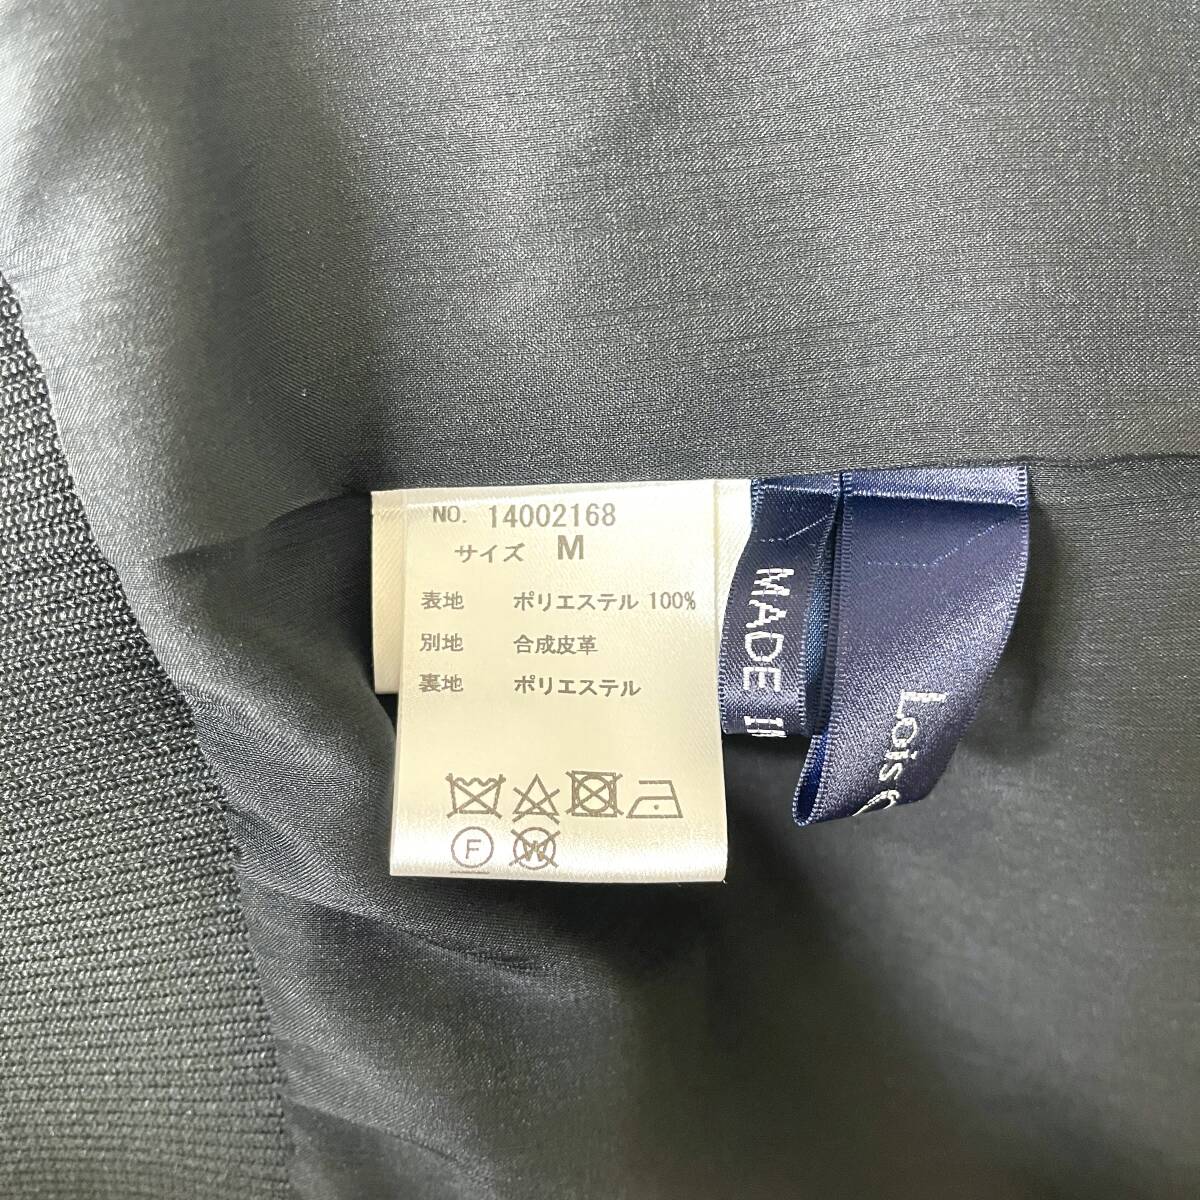 NO. 14002168
サイズ M
表地 ポリエステル 100%
別地 合成皮革
裏地 ポリエステル
F
W
MADE
Lois